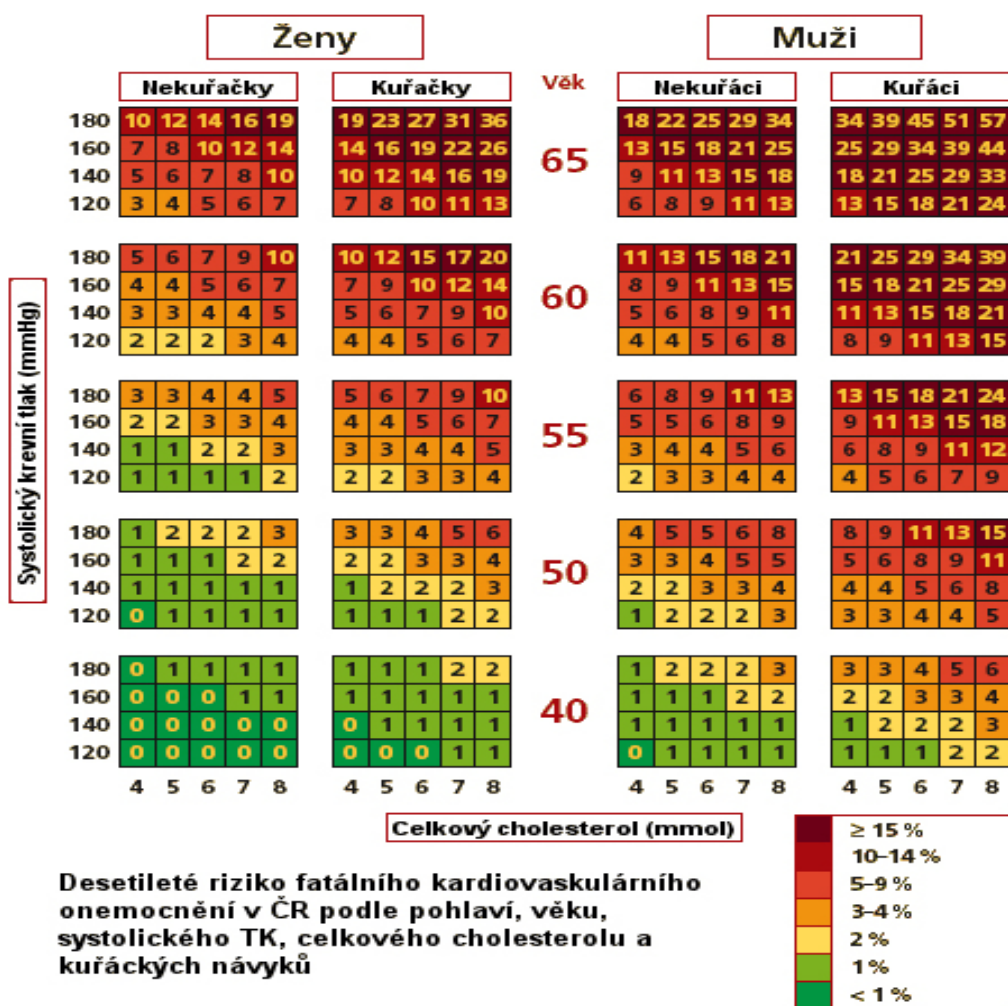 Ženy Muži
Nekuřačky Kuřačky Věk Nekuřáci Kuřáci
180 10 12 14 16 19 19 23 27 31 36 18 22 25 29 34 34 39 45 51 57
160 7 8 10 12 14 14 16 19 22 26 13 15 18 21 25 25 29 34 39 44
65
140 5 6 7 8 10 10 12 14 16 19 9 11 13 15 18 18 21 25 29 33
120 3 4 5 6 7 7 8 10 11 13 6 8 9 11 13 13 15 18 21 24
180 5 6 7 9 10 10 12 15 17 20 11 13 15 18 21 21 25 29 34 39
160 4 4 5 6 7 7 9 10 12 14 8 9 11 13 15 15 18 21 25 29
60
140 3 3 4 4 5 5 6 7 9 10 5 6 8 9 11 11 13 15 18 21
120 2 2 2 3 4 4 4 5 6 7 4 4 5 6 8 8 9 11 13 15
Systolický krevní tlak (mmHg)
180 3 3 4 4 5 5 6 7 9 10 6 8 9 11 13 13 15 18 21 24
160 2 2 3 3 4 4 4 5 6 7 5 5 6 8 9 9 11 13 15 18
55
140 1 1 2 2 3 3 3 4 4 5 3 4 4 5 6 6 8 9 11 12
120 1 1 1 1 2 2 2 3 3 4 2 3 3 4 4 4 5 6 7 9
180 1 2 2 2 3 3 3 4 5 6 4 5 5 6 8 8 9 11 13 15
160 1 1 1 2 2 2 2 3 3 4 3 3 4 5 5 5 6 8 9 11
50
140 1 1 1 1 1 1 2 2 2 3 2 2 3 3 4 4 4 5 6 8
120 0 1 1 1 1 1 1 1 2 2 1 2 2 2 3 3 3 4 4 5
180 0 1 1 1 1 1 1 1 2 2 1 2 2 2 3 3 3 4 5 6
160 0 0 0 1 1 1 1 1 1 1 1 1 1 2 2 2 2 3 3 4
40
140 0 0 0 0 0 0 1 1 1 1 1 1 1 1 1 1 2 2 2 3
120 0 0 0 0 0 0 0 0 1 1 0 1 1 1 1 1 1 1 2 2
4 5 6 7 8 4 5 6 7 8 4 5 6 7 8 4 5 6 7 8
Celkový cholesterol (mmol)
≥ 15 %
10–14 %
5–9 %
3–4 %
2 %
1 %
< 1 %
Desetileté riziko fatálního kardiovaskulárního
onemocnění v ČR podle pohlaví, věku,
systolického TK, celkového cholesterolu a
kuřáckých návyků